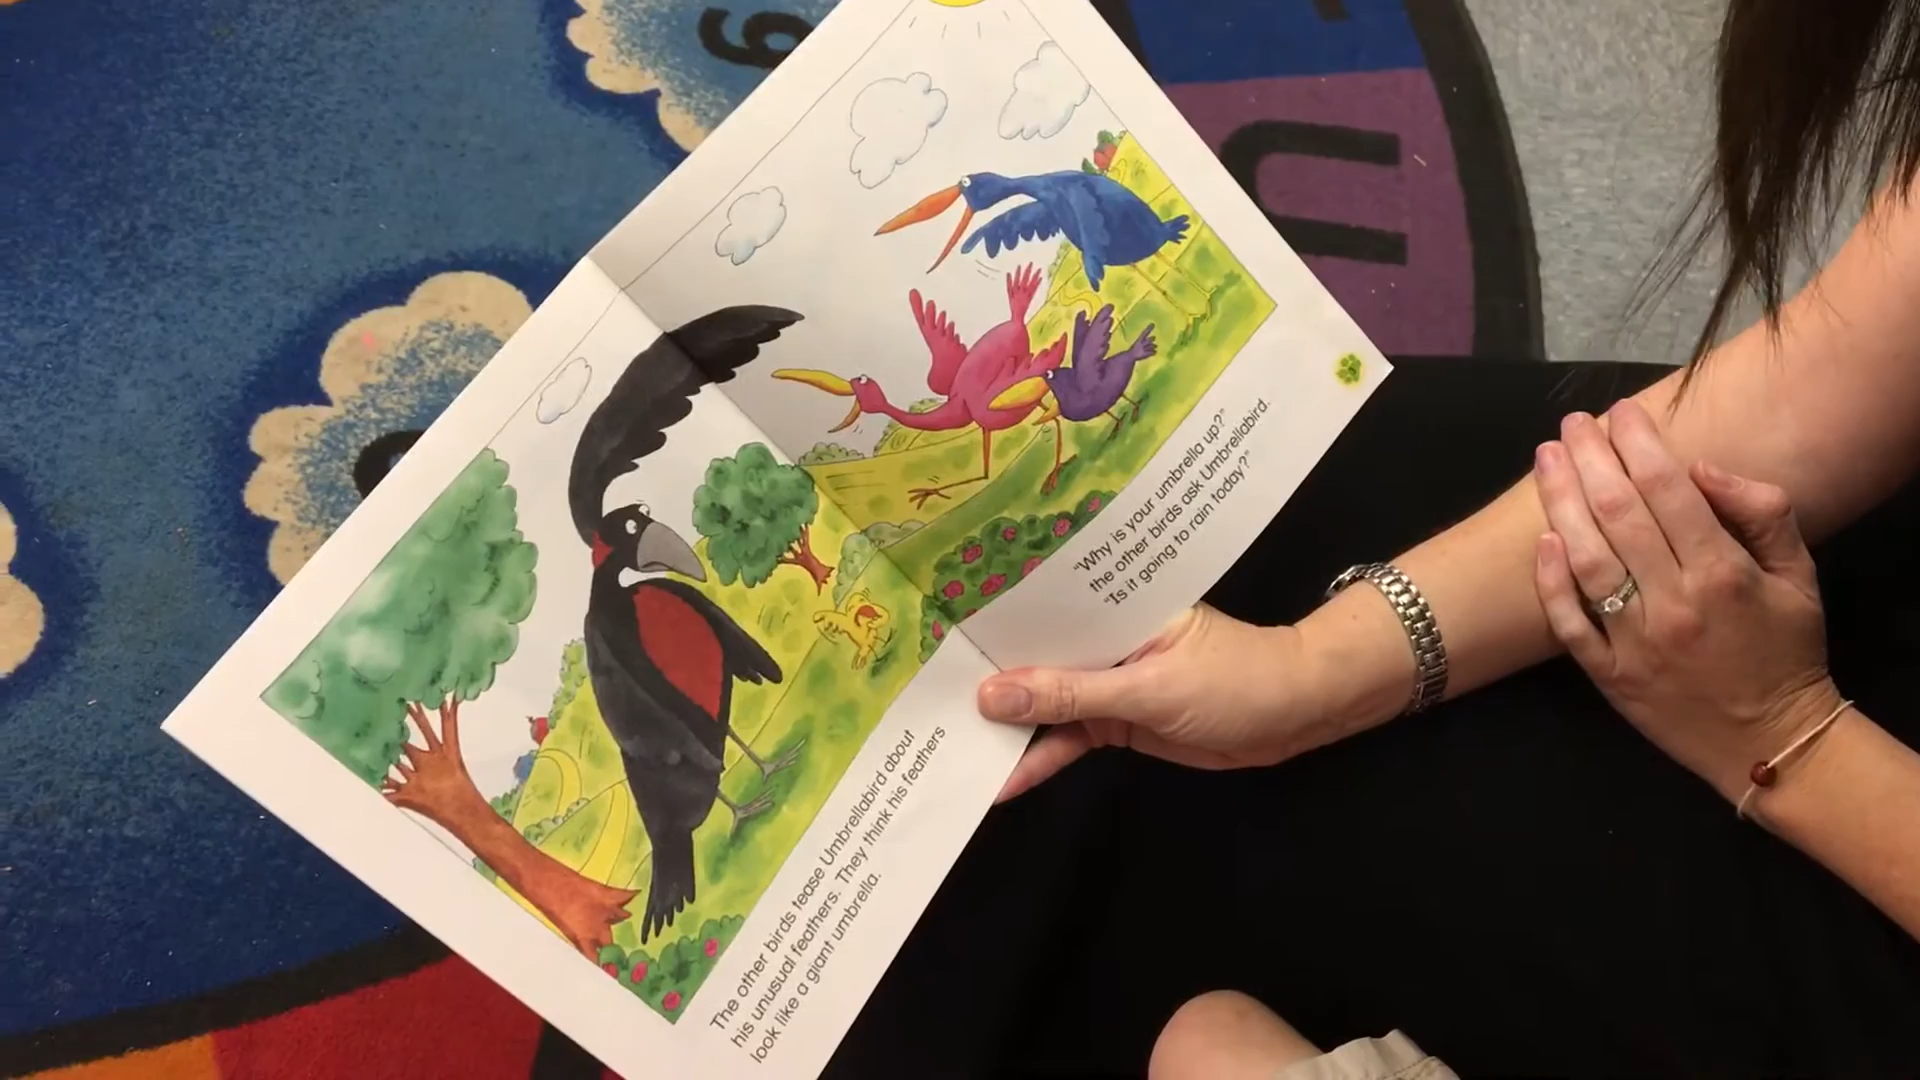 The other birds tease Umbrellabird about
his unusual feathers. They think his feathers
look like a giant umbrella.
"Why is your umbrella up?"
the other birds ask Umbrellabird.
"Is it going to rain today?"
U